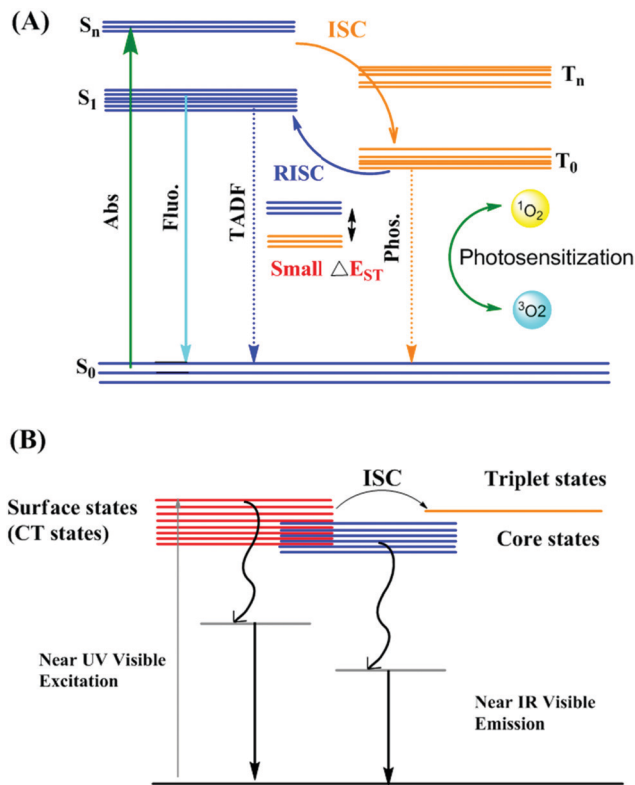 (A)
Sn
ISC
Tn
S1
T0
RISC
Abs
Fluo.
TADF
Phos.
1O2
Small △EST
Photosensitization
3O2
S0
(B)
ISC
Triplet states
Surface states
(CT states)
Core states
Near UV Visible
Excitation
Near IR Visible
Emission